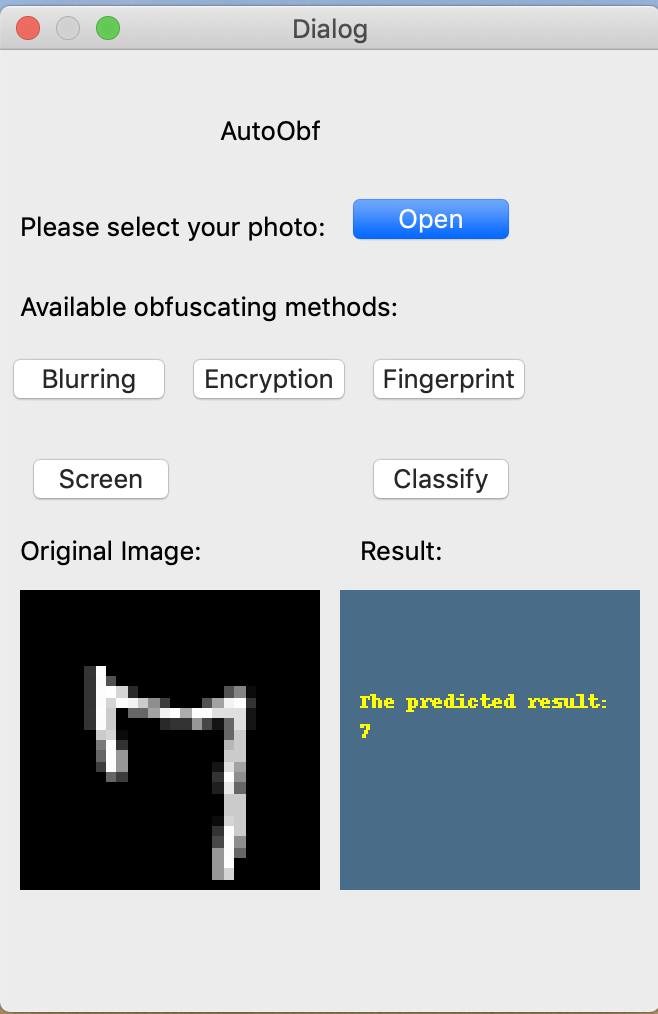 Dialog
AutoObf
Please select your photo: Open
Available obfuscating methods:
Blurring Encryption Fingerprint
Screen Classify
Original Image: Result:
The predicted result:
7